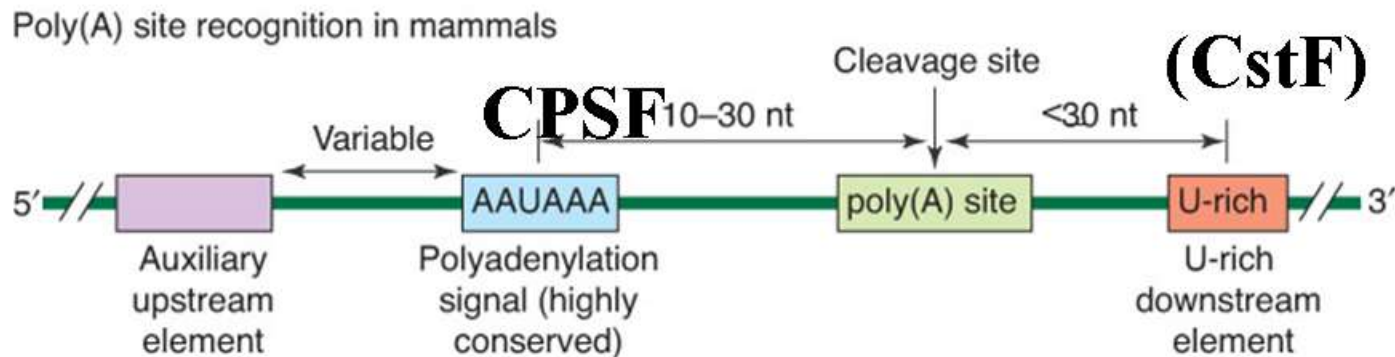 Poly(A) site recognition in mammals
Cleavage site
(CstF)
CPSF
10–30 nt
<30 nt
Variable
5′
AAUAAA
poly(A) site
U-rich
3′
Auxiliary
upstream
element
Polyadenylation
signal (highly
conserved)
U-rich
downstream
element